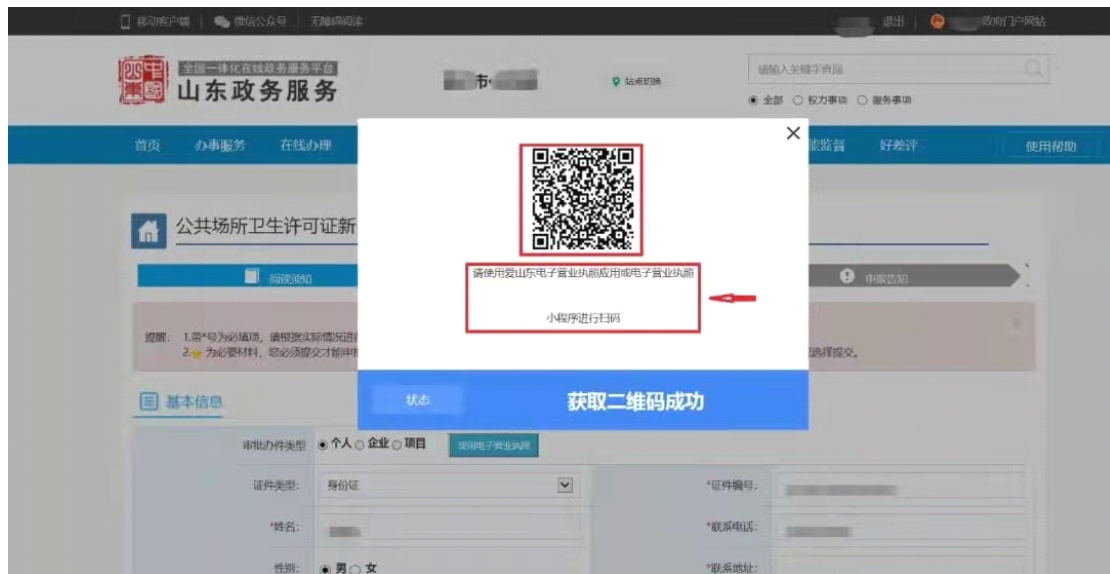 移动客户端 微信公众号 无障碍阅读
退出 政府门户网站
全国一体化在线政务服务平台
山东政务服务
市
站点切换
请输入关键字查询
全部 权力事项 服务事项
首页 办事服务 在线办理
能监督 好差评 使用帮助
公共场所卫生许可证新
阅读须知
申报告知
提醒： 1.带*号为必填项，请根据实际情况进行
2. 为必要材料，您必须提交才能申报
选择提交。
请使用爱山东电子营业执照应用或电子营业执照
小程序进行扫码
状态 获取二维码成功
基本信息
审批办件类型 个人 企业 项目 使用电子营业执照
证件类型： 身份证 *证件编号：
*姓名： *联系电话：
性别： 男 女 *联系地址：